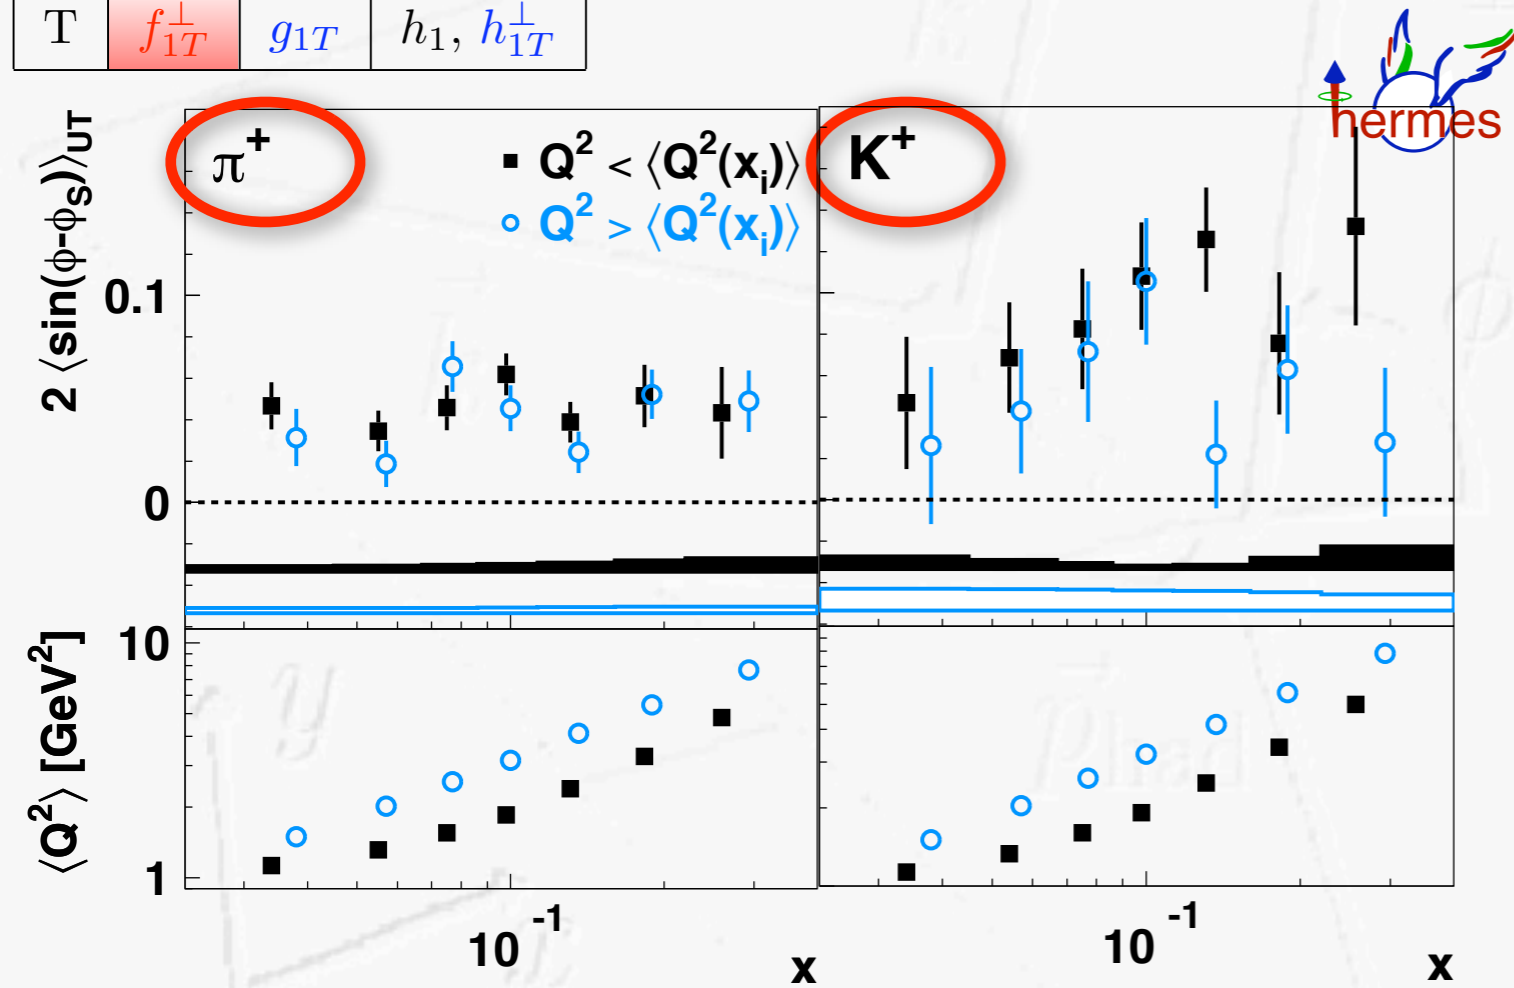 T f⊥1T g1T h1, h⊥1T
hermes
π+
Q2 < ⟨Q2(xi)⟩
Q2 > ⟨Q2(xi)⟩
K+
2 ⟨sin(ϕ-ϕS)⟩UT
0.1
0
⟨Q2⟩ [GeV2]
10
1
10-1
x
10-1
x